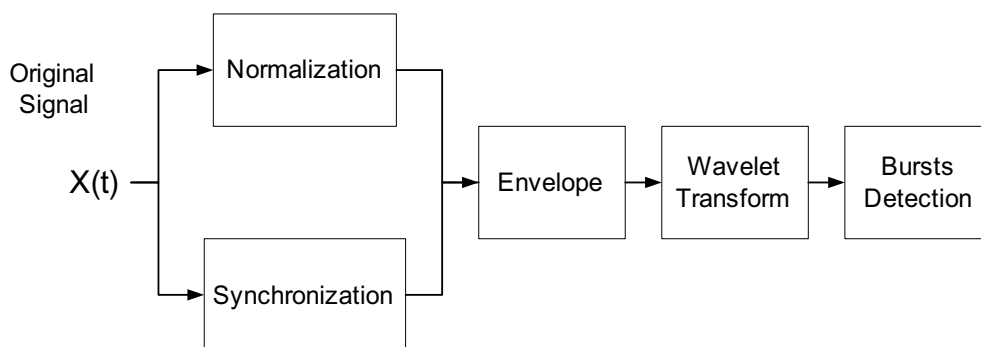 Original
Signal
X(t)
Normalization
Synchronization
Envelope
Wavelet
Transform
Bursts
Detection